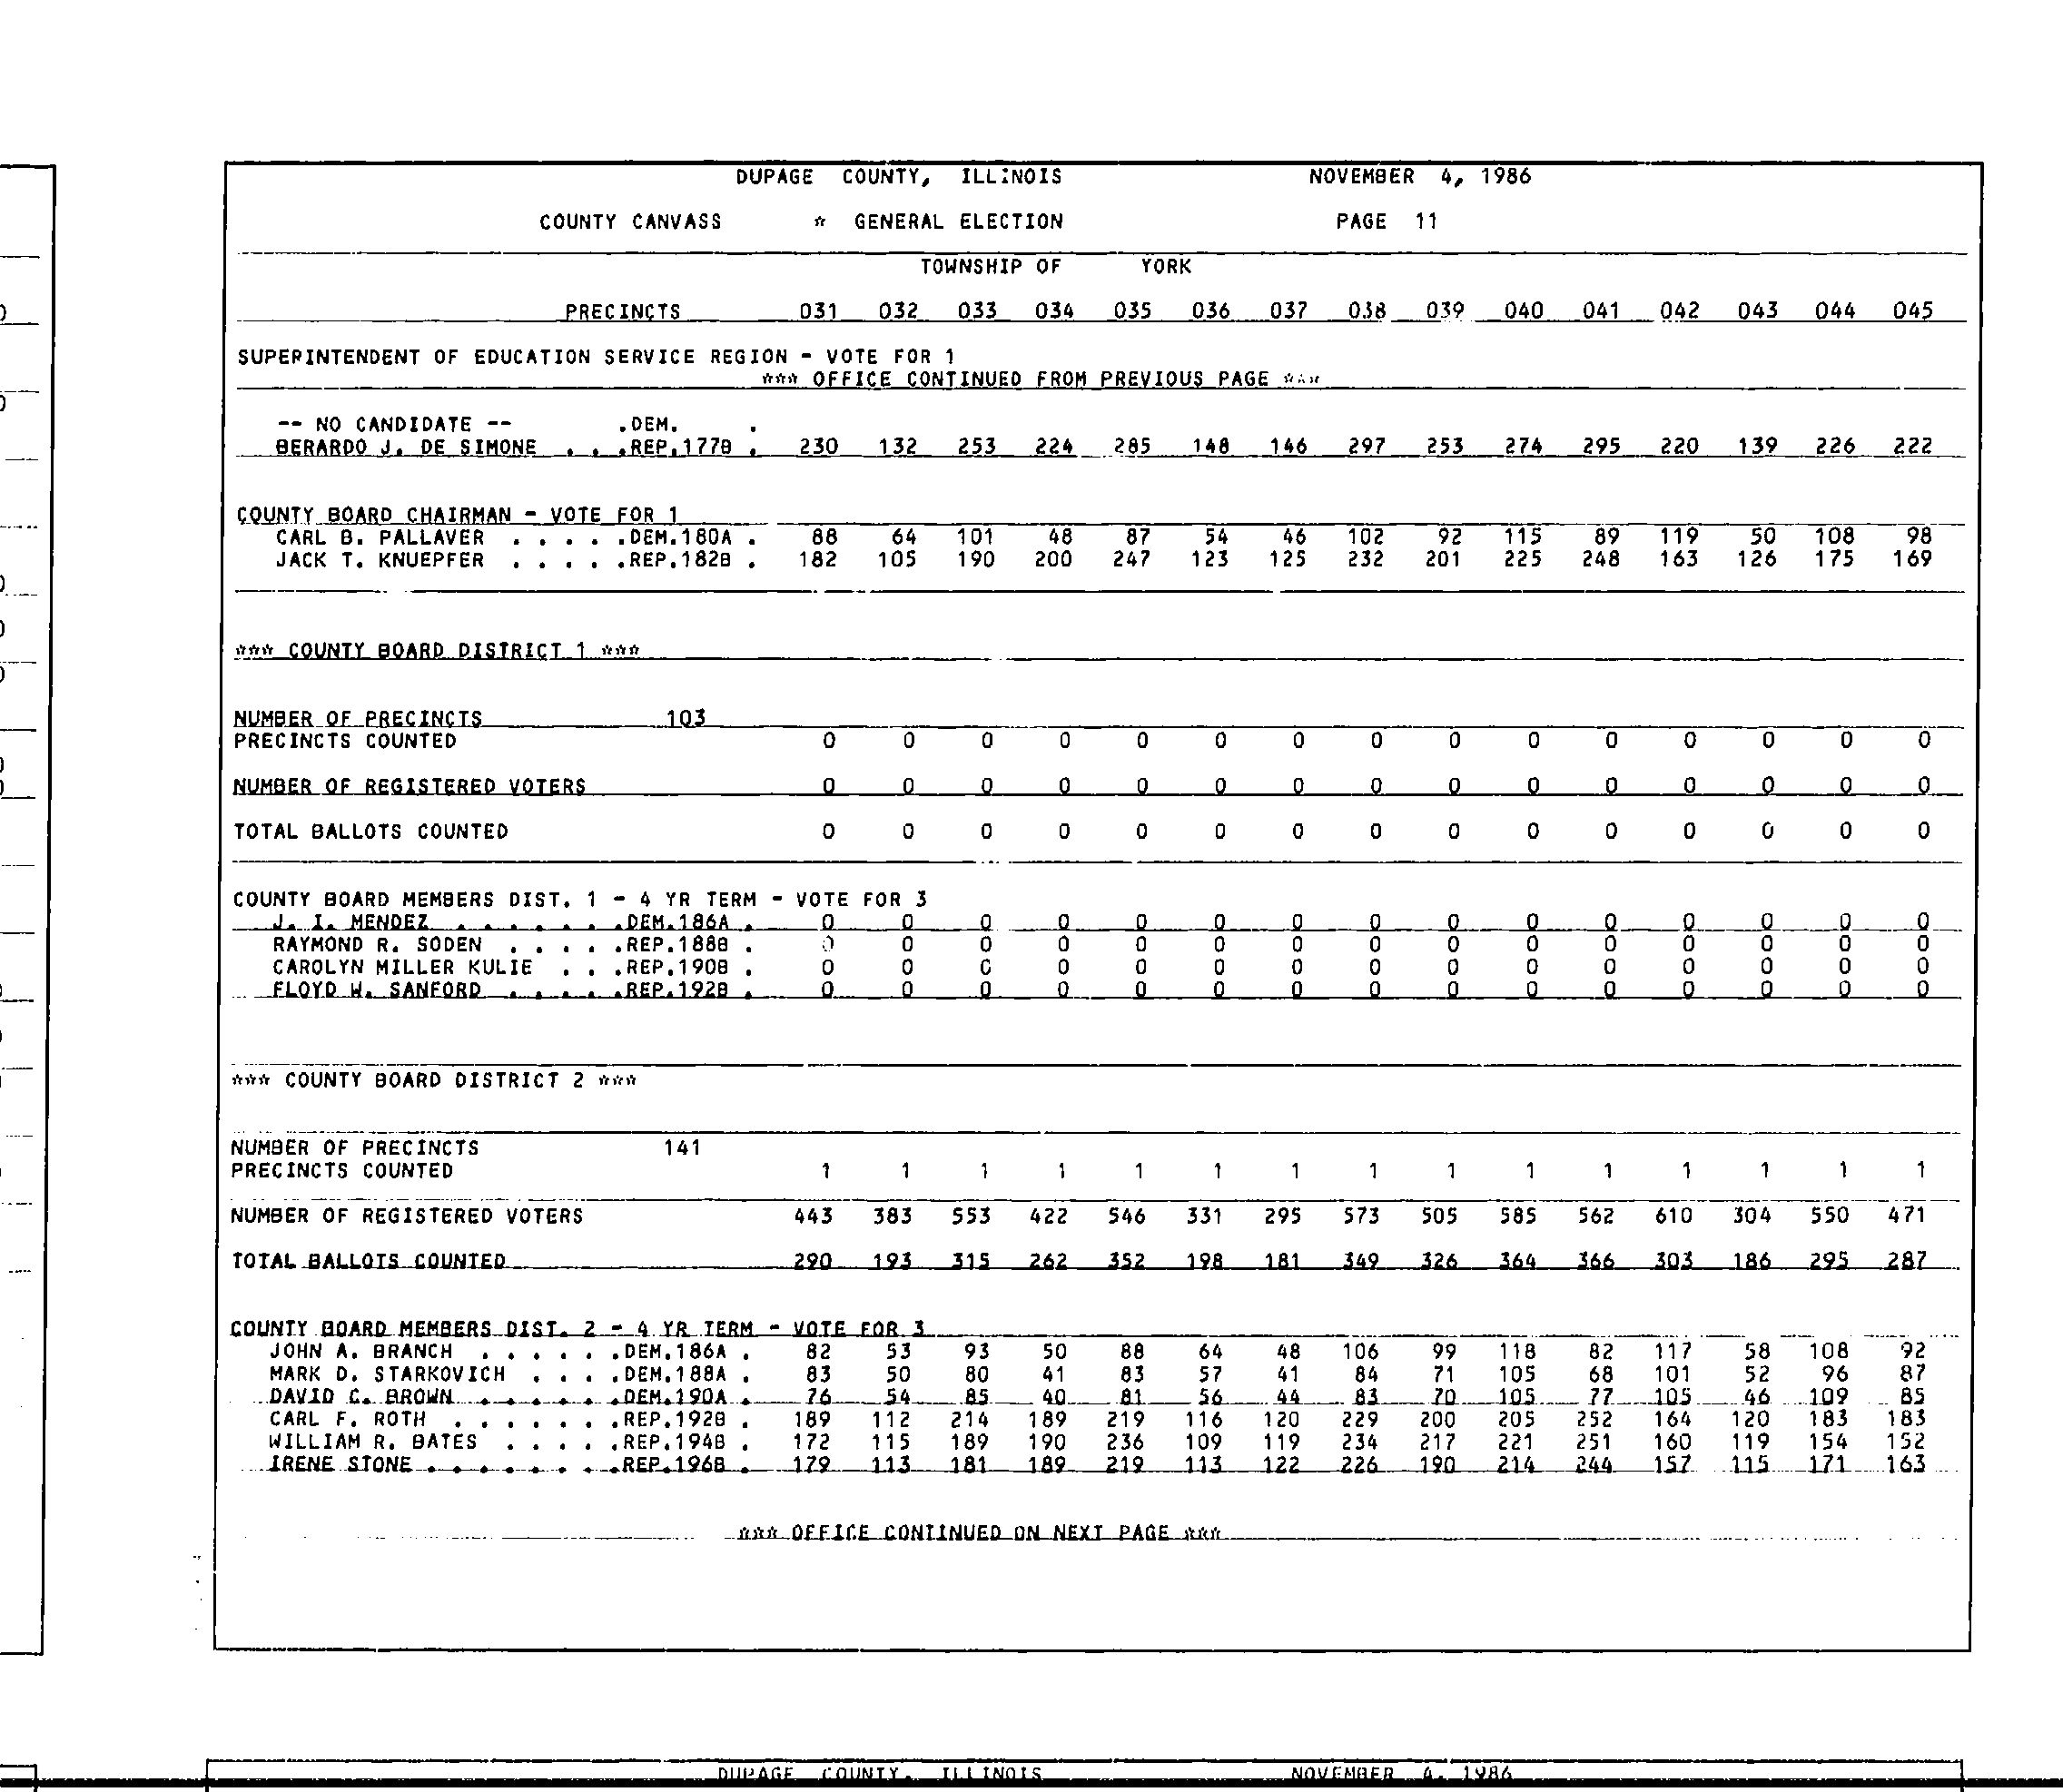 DUPAGE COUNTY, ILLINOIS NOVEMBER 4, 1986
COUNTY CANVASS * GENERAL ELECTION PAGE 11
TOWNSHIP OF YORK
PRECINCTS 031 032 033 034 035 036 037 038 039 040 041 042 043 044 045
SUPERINTENDENT OF EDUCATION SERVICE REGION - VOTE FOR 1
*** OFFICE CONTINUED FROM PREVIOUS PAGE ***
-- NO CANDIDATE -- .DEM. .
BERARDO J. DE SIMONE . . .REP.177B . 230 132 253 224 285 148 146 297 253 274 295 220 139 226 222
COUNTY BOARD CHAIRMAN - VOTE FOR 1
CARL B. PALLAVER . . . . .DEM.180A . 88 64 101 48 87 54 46 102 92 115 89 119 50 108 98
JACK T. KNUEPFER . . . . .REP.182B . 182 105 190 200 247 123 125 232 201 225 248 163 126 175 169
*** COUNTY BOARD DISTRICT 1 ***
NUMBER OF PRECINCTS 103
PRECINCTS COUNTED 0 0 0 0 0 0 0 0 0 0 0 0 0 0 0
NUMBER OF REGISTERED VOTERS 0 0 0 0 0 0 0 0 0 0 0 0 0 0 0
TOTAL BALLOTS COUNTED 0 0 0 0 0 0 0 0 0 0 0 0 0 0 0
COUNTY BOARD MEMBERS DIST. 1 - 4 YR TERM - VOTE FOR 3
J. I. MENDEZ . . . . . . .DEM.186A . 0 0 0 0 0 0 0 0 0 0 0 0 0 0 0
RAYMOND R. SODEN . . . . .REP.188B . 0 0 0 0 0 0 0 0 0 0 0 0 0 0 0
CAROLYN MILLER KULIE . . .REP.190B . 0 0 0 0 0 0 0 0 0 0 0 0 0 0 0
FLOYD W. SANFORD . . . . .REP.192B . 0 0 0 0 0 0 0 0 0 0 0 0 0 0 0
*** COUNTY BOARD DISTRICT 2 ***
NUMBER OF PRECINCTS 141
PRECINCTS COUNTED 1 1 1 1 1 1 1 1 1 1 1 1 1 1 1
NUMBER OF REGISTERED VOTERS 443 383 553 422 546 331 295 573 505 585 562 610 304 550 471
TOTAL BALLOTS COUNTED 290 193 315 262 352 198 181 349 326 364 366 303 186 295 287
COUNTY BOARD MEMBERS DIST. 2 - 4 YR TERM - VOTE FOR 3
JOHN A. BRANCH . . . . . .DEM.186A . 82 53 93 50 88 64 48 106 99 118 82 117 58 108 92
MARK D. STARKOVICH . . . .DEM.188A . 83 50 80 41 83 57 41 84 71 105 68 101 52 96 87
DAVID C. BROWN . . . . . .DEM.190A . 76 54 85 40 81 56 44 83 70 105 77 105 46 109 85
CARL F. ROTH . . . . . . .REP.192B . 189 112 214 189 219 116 120 229 200 205 252 164 120 183 183
WILLIAM R. BATES . . . . .REP.194B . 172 115 189 190 236 109 119 234 217 221 251 160 119 154 152
IRENE STONE . . . . . . . .REP.196B . 179 113 181 189 219 113 122 226 190 214 244 157 115 171 163
*** OFFICE CONTINUED ON NEXT PAGE ***
DUPAGE COUNTY, ILLINOIS NOVEMBER 4, 1986